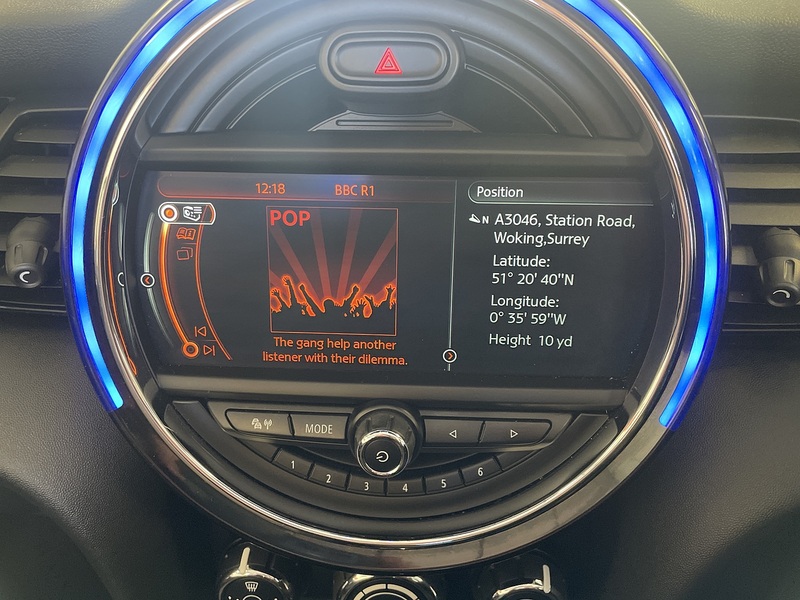 12:18 BBC R1
POP
The gang help another
listener with their dilemma.
Position
N A3046, Station Road,
Woking,Surrey
Latitude:
51° 20' 40"N
Longitude:
0° 35' 59"W
Height 10 yd
MODE
1 2 3 4 5 6